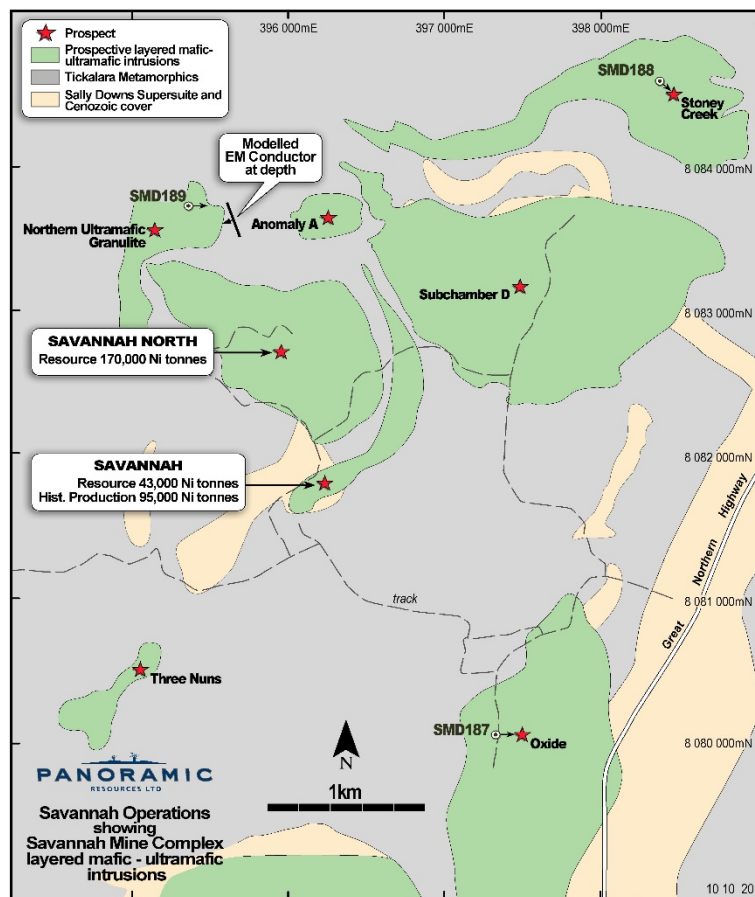 396 000mE
397 000mE
398 000mE
Prospect
Prospective layered mafic-
ultramafic intrusions
Tickalara Metamorphics
Sally Downs Supersuite and
Cenozoic cover
SMD188
Stoney
Creek
Modelled
EM Conductor
at depth
8 084 000mN
SMD189
Northern Ultramafic
Granulite
Anomaly A
Subchamber D
8 083 000mN
SAVANNAH NORTH
Resource 170,000 Ni tonnes
SAVANNAH
Resource 43,000 Ni tonnes
Hist. Production 95,000 Ni tonnes
8 082 000mN
Great Northern Highway
track
8 081 000mN
Three Nuns
SMD187
Oxide
8 080 000mN
PANORAMIC
RESOURCES LTD
N
1km
Savannah Operations
showing
Savannah Mine Complex
layered mafic - ultramafic
intrusions
10 10 20